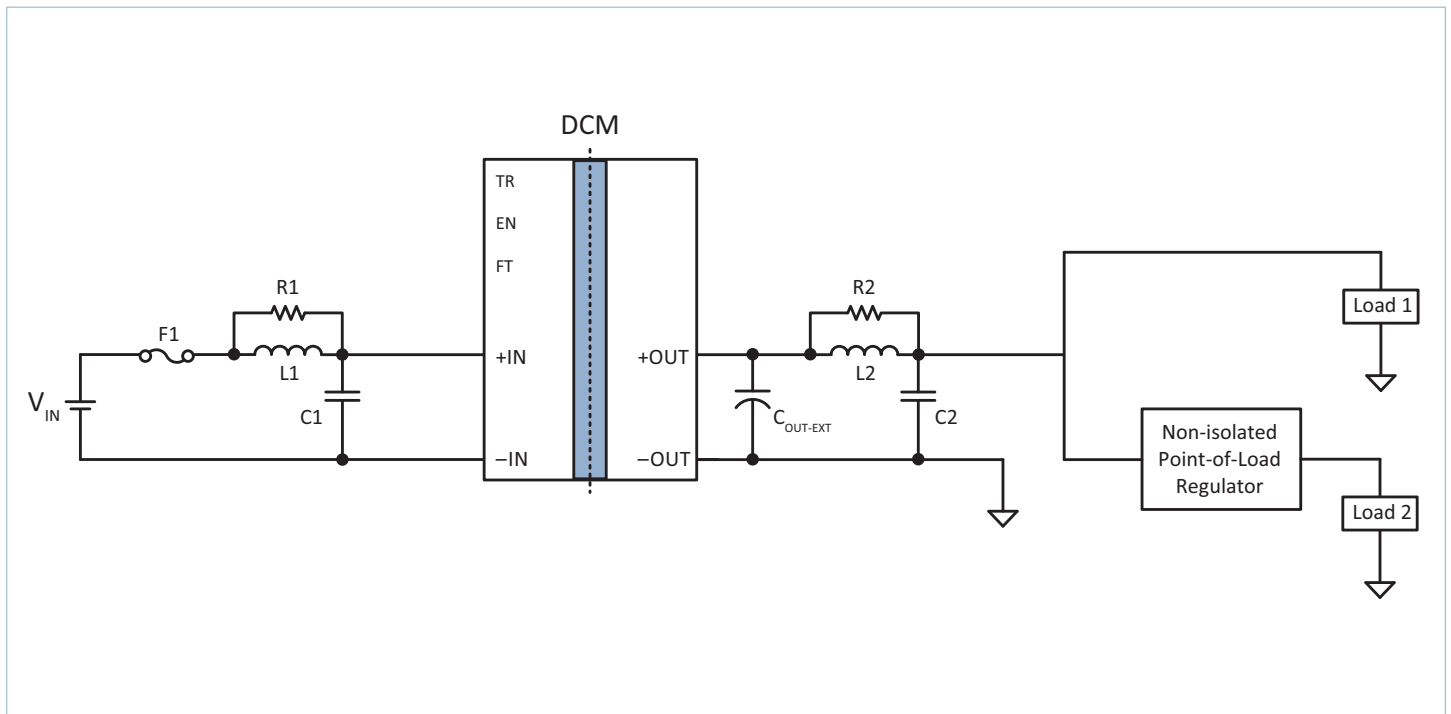 DCM
TR
EN
FT
R1
R2
F1
Load 1
+IN
+OUT
L1
L2
V_IN
C1
C_OUT-EXT
C2
Non-isolated
Point-of-Load
Regulator
–IN
–OUT
Load 2